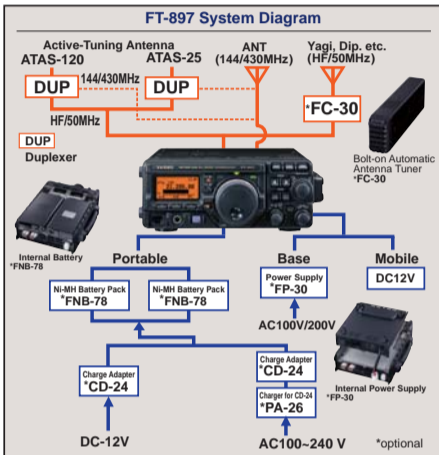 FT-897 System Diagram
Active-Tuning Antenna
ATAS-120
ATAS-25
ANT
(144/430MHz)
Yagi, Dip. etc.
(HF/50MHz)
DUP
144/430MHz
DUP
*FC-30
HF/50MHz
DUP
Duplexer
Bolt-on Automatic
Antenna Tuner
*FC-30
Internal Battery
*FNB-78
Portable
Base
Mobile
Ni-MH Battery Pack
*FNB-78
Ni-MH Battery Pack
*FNB-78
Power Supply
*FP-30
DC12V
AC100V/200V
Charge Adapter
*CD-24
Charge Adapter
*CD-24
Charger for CD-24
*PA-26
Internal Power Supply
*FP-30
DC-12V
AC100~240 V
*optional